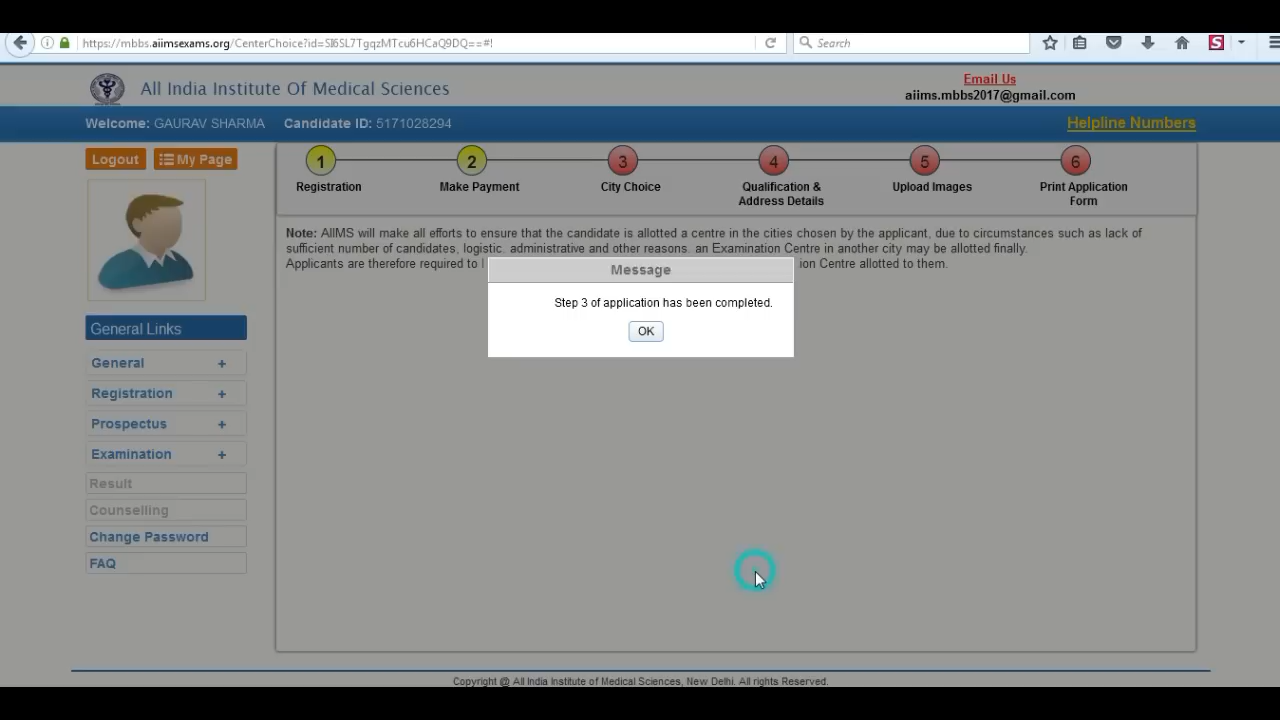 https://mbbs.aiimsexams.org/CenterChoice?id=SI6SL7TgqzMTcu6HCaQ9DQ==#!
Search
S
All India Institute Of Medical Sciences
Email Us
aiims.mbbs2017@gmail.com
Welcome: GAURAV SHARMA Candidate ID: 5171028294
Helpline Numbers
Logout
My Page
1
2
3
4
5
6
Registration
Make Payment
City Choice
Qualification &
Address Details
Upload Images
Print Application
Form
Note: AIIMS will make all efforts to ensure that the candidate is allotted a centre in the cities chosen by the applicant, due to circumstances such as lack of
sufficient number of candidates, logistic, administrative and other reasons, an Examination Centre in another city may be allotted finally.
Applicants are therefore required to
ion Centre allotted to them.
Message
Step 3 of application has been completed.
OK
General Links
General +
Registration +
Prospectus +
Examination +
Result
Counselling
Change Password
FAQ
Copyright @ All India Institute of Medical Sciences, New Delhi. All rights Reserved.